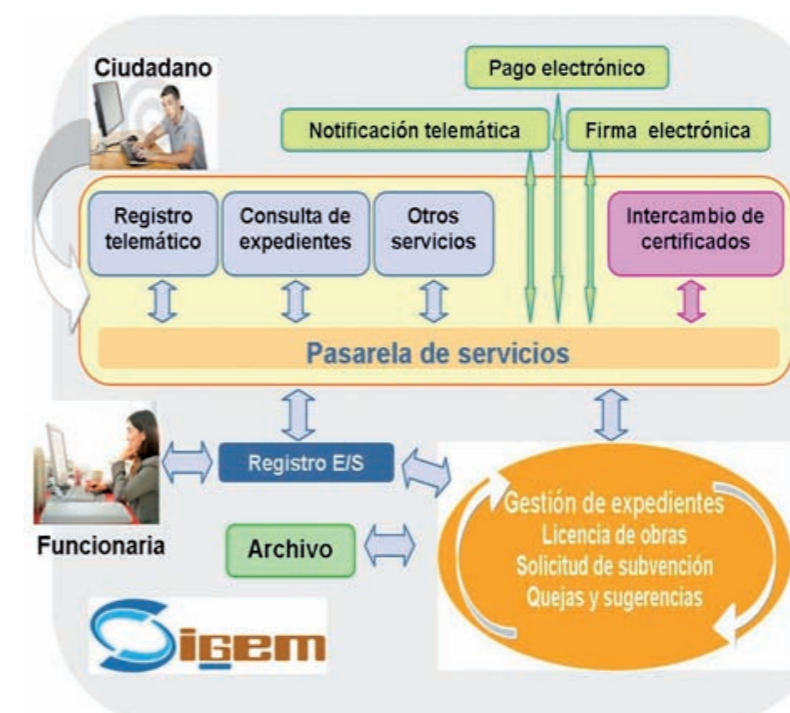 Ciudadano
Pago electrónico
Notificación telemática
Firma electrónica
Registro
telemático
Consulta de
expedientes
Otros
servicios
Intercambio de
certificados
Pasarela de servicios
Registro E/S
Funcionaria
Archivo
Gestión de expedientes
Licencia de obras
Solicitud de subvención
Quejas y sugerencias
SiGem